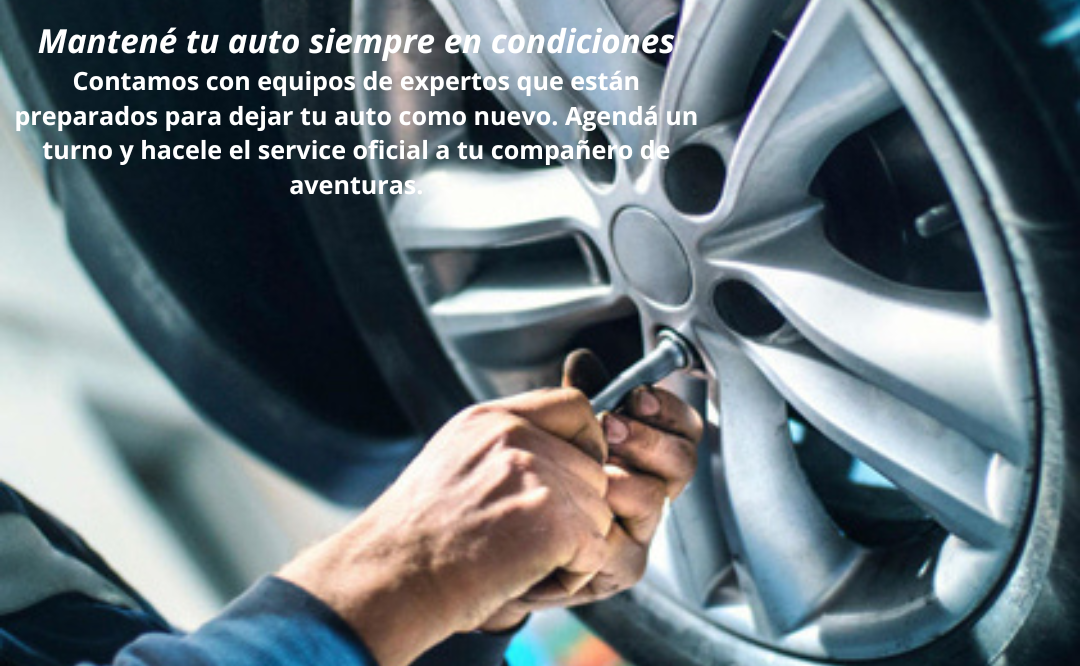 Mantené tu auto siempre en condiciones
Contamos con equipos de expertos que están
preparados para dejar tu auto como nuevo. Agendá un
turno y hacele el service oficial a tu compañero de
aventuras.